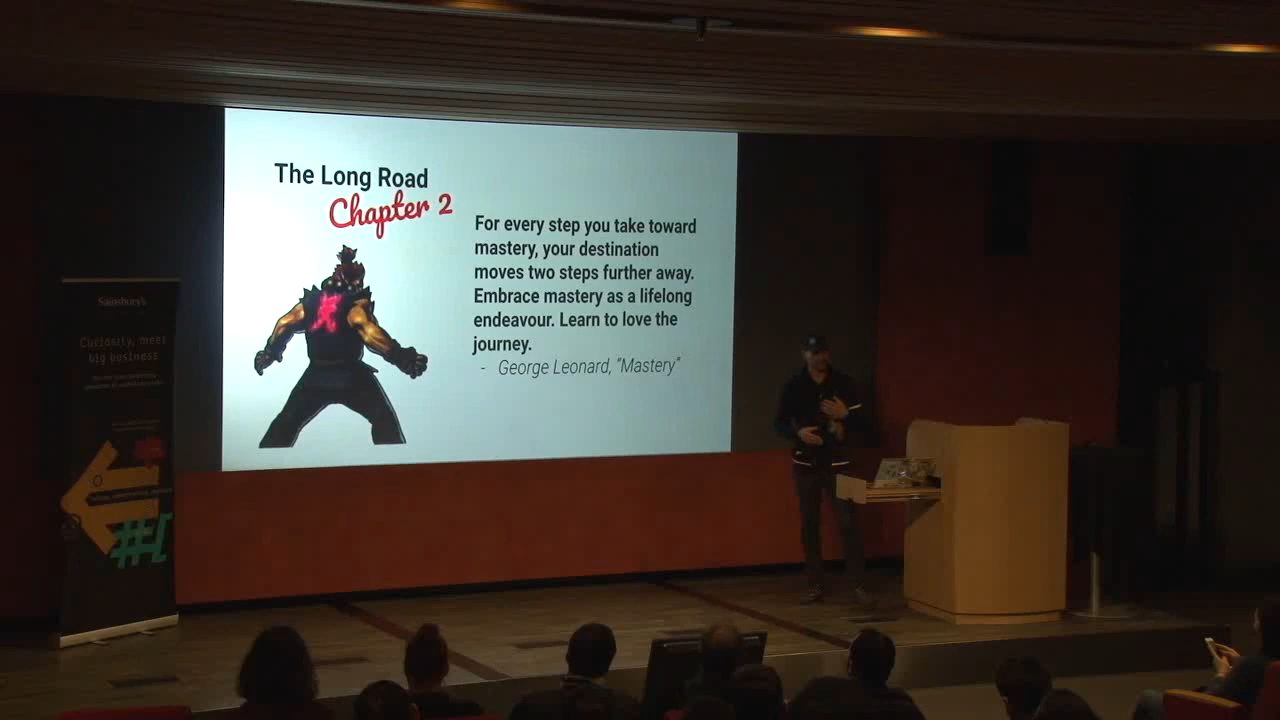 The Long Road
Chapter 2
For every step you take toward
mastery, your destination
moves two steps further away.
Embrace mastery as a lifelong
endeavour. Learn to love the
journey.
- George Leonard, "Mastery"
Sainsbury's
Curiosity, meet
big business